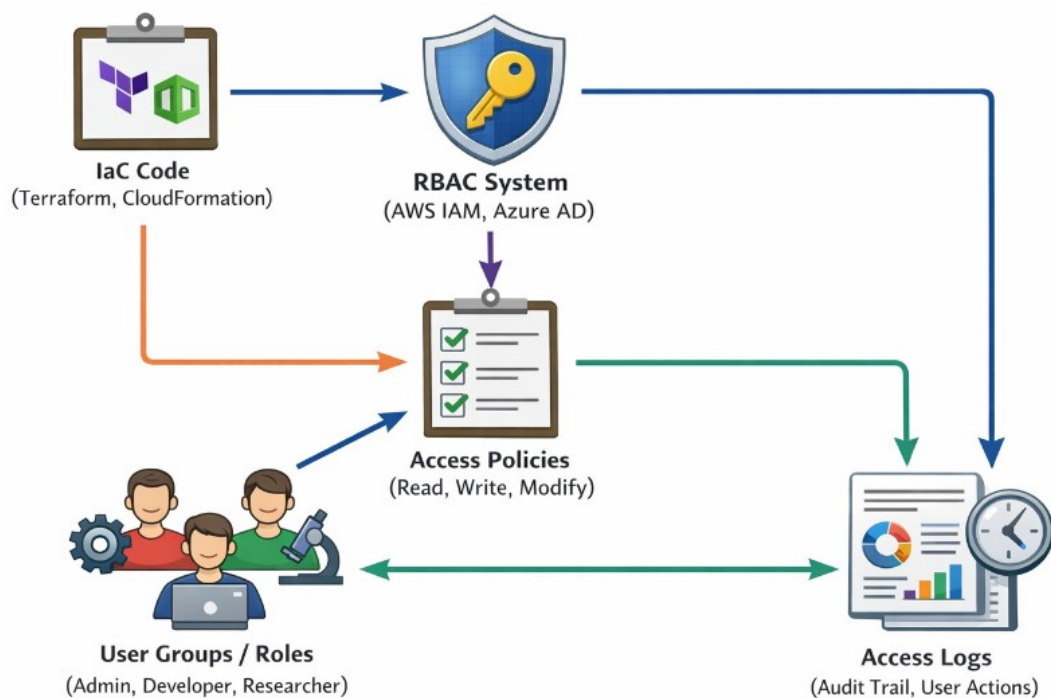 IaC Code
(Terraform, CloudFormation)
RBAC System
(AWS IAM, Azure AD)
Access Policies
(Read, Write, Modify)
User Groups / Roles
(Admin, Developer, Researcher)
Access Logs
(Audit Trail, User Actions)